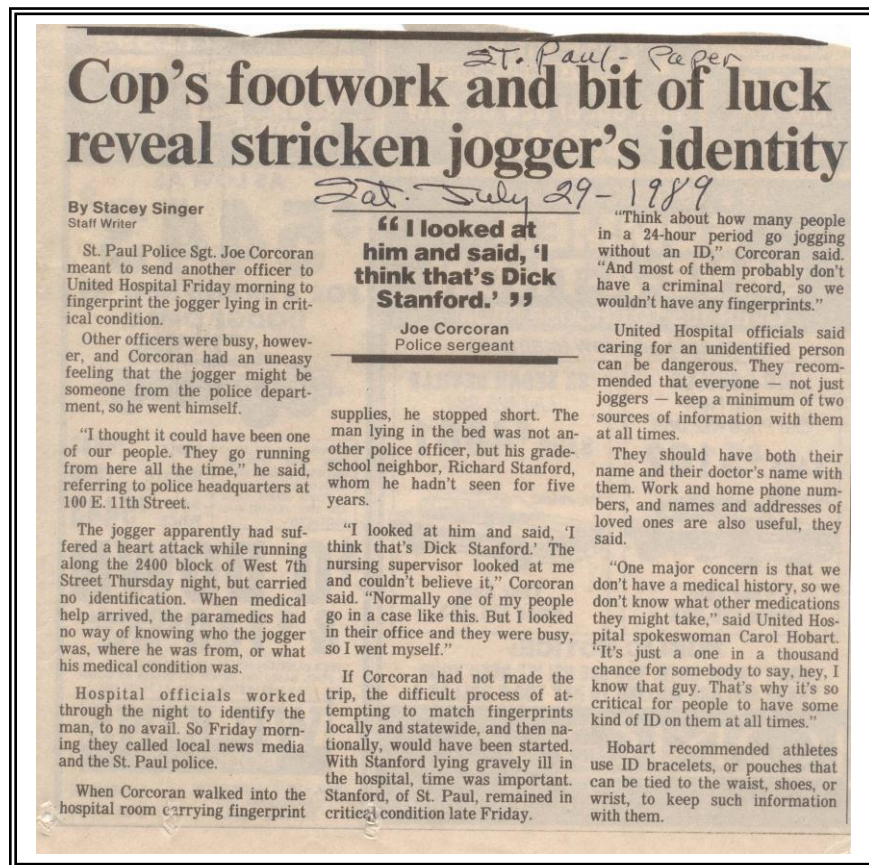 ST. Paul - Paper
Cop's footwork and bit of luck
reveal stricken jogger's identity
Sat. July 29-1989
By Stacey Singer
Staff Writer
St. Paul Police Sgt. Joe Corcoran
meant to send another officer to
United Hospital Friday morning to
fingerprint the jogger lying in crit-
ical condition.
Other officers were busy, howev-
er, and Corcoran had an uneasy
feeling that the jogger might be
someone from the police depart-
ment, so he went himself.
"I thought it could have been one
of our people. They go running
from here all the time," he said,
referring to police headquarters at
100 E. 11th Street.
The jogger apparently had suf-
fered a heart attack while running
along the 2400 block of West 7th
Street Thursday night, but carried
no identification. When medical
help arrived, the paramedics had
no way of knowing who the jogger
was, where he was from, or what
his medical condition was.
Hospital officials worked
through the night to identify the
man, to no avail. So Friday morn-
ing they called local news media
and the St. Paul police.
When Corcoran walked into the
hospital room carrying fingerprint
“ I looked at
him and said, ‘I
think that's Dick
Stanford.’ ”
Joe Corcoran
Police sergeant
supplies, he stopped short. The
man lying in the bed was not an-
other police officer, but his grade-
school neighbor, Richard Stanford,
whom he hadn't seen for five
years.
"I looked at him and said, 'I
think that's Dick Stanford.' The
nursing supervisor looked at me
and couldn't believe it," Corcoran
said. "Normally one of my people
go in a case like this. But I looked
in their office and they were busy,
so I went myself."
If Corcoran had not made the
trip, the difficult process of at-
tempting to match fingerprints
locally and statewide, and then na-
tionally, would have been started.
With Stanford lying gravely ill in
the hospital, time was important.
Stanford, of St. Paul, remained in
critical condition late Friday.
"Think about how many people
in a 24-hour period go jogging
without an ID," Corcoran said.
"And most of them probably don't
have a criminal record, so we
wouldn't have any fingerprints."
United Hospital officials said
caring for an unidentified person
can be dangerous. They recom-
mended that everyone — not just
joggers — keep a minimum of two
sources of information with them
at all times.
They should have both their
name and their doctor's name with
them. Work and home phone num-
bers, and names and addresses of
loved ones are also useful, they
said.
"One major concern is that we
don't have a medical history, so we
don't know what other medications
they might take," said United Hos-
pital spokeswoman Carol Hobart.
"It's just a one in a thousand
chance for somebody to say, hey, I
know that guy. That's why it's so
critical for people to have some
kind of ID on them at all times."
Hobart recommended athletes
use ID bracelets, or pouches that
can be tied to the waist, shoes, or
wrist, to keep such information
with them.